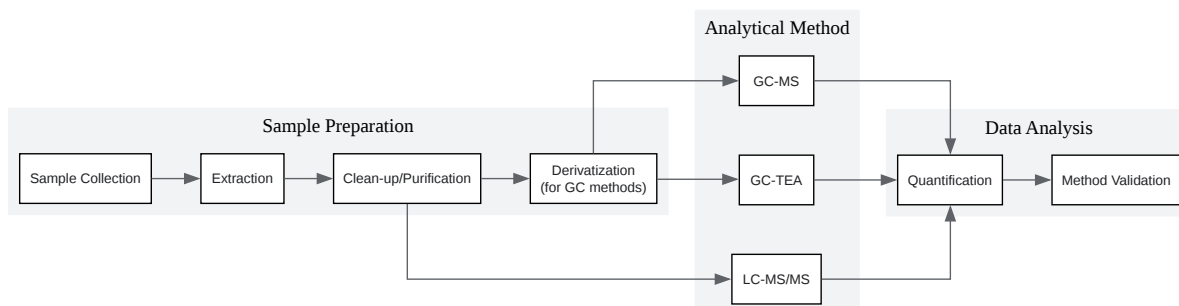 Analytical Method
GC-MS
Sample Preparation
Data Analysis
Sample Collection
Extraction
Clean-up/Purification
Derivatization
(for GC methods)
GC-TEA
Quantification
Method Validation
LC-MS/MS